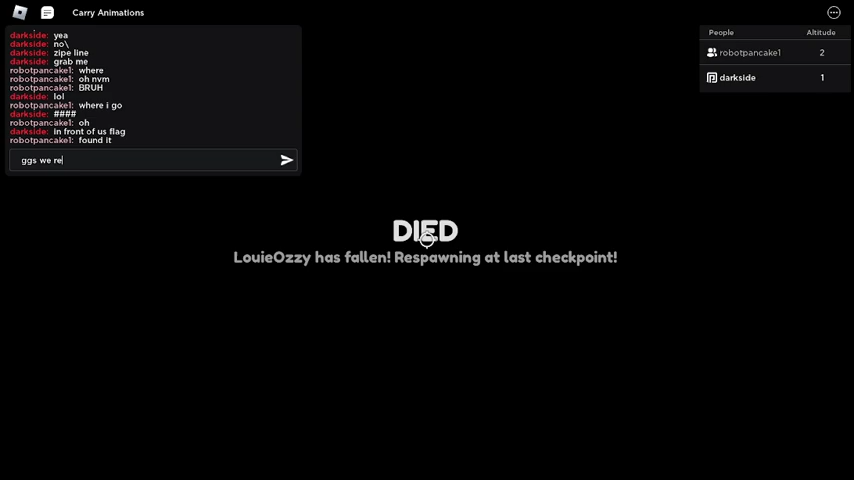 Carry Animations
darkside: yea
darkside: no\
darkside: zipe line
darkside: grab me
robotpancake1: where
robotpancake1: oh nvm
robotpancake1: BRUH
darkside: lol
robotpancake1: where i go
darkside: ####
robotpancake1: oh
darkside: in front of us flag
robotpancake1: found it
ggs we re
People Altitude
robotpancake1 2
darkside 1
DIED
LouieOzzy has fallen! Respawning at last checkpoint!